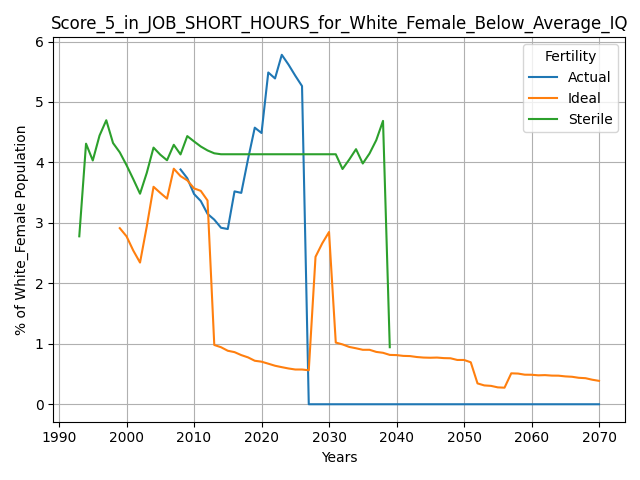 Score_5_in_JOB_SHORT_HOURS_for_White_Female_Below_Average_IQ
6
5
4
3
2
1
0
% of White_Female Population
Fertility
Actual
Ideal
Sterile
1990 2000 2010 2020 2030 2040 2050 2060 2070
Years